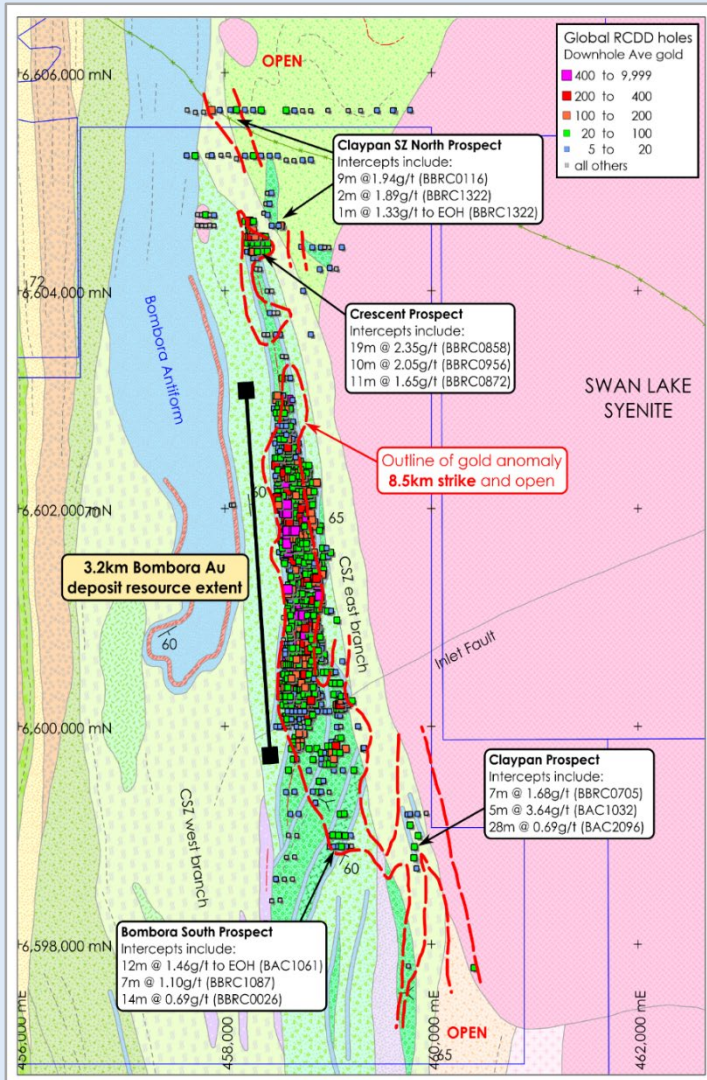 Global RCDD holes
Downhole Ave gold
400 to 9,999
200 to 400
100 to 200
20 to 100
5 to 20
all others
6,606,000 mN
OPEN
Claypan SZ North Prospect
Intercepts include:
9m @1.94g/t (BBRC0116)
2m @ 1.89g/t (BBRC1322)
1m @ 1.33g/t to EOH (BBRC1322)
72
6,604,000 mN
Bombora Antiform
Crescent Prospect
Intercepts include:
19m @ 2.35g/t (BBRC0858)
10m @ 2.05g/t (BBRC0956)
11m @ 1.65g/t (BBRC0872)
SWAN LAKE
SYENITE
Outline of gold anomaly
8.5km strike and open
60
65
6,602,000 mN
70
3.2km Bombora Au
deposit resource extent
CSZ east branch
60
Inlet Fault
6,600,000 mN
Claypan Prospect
Intercepts include:
7m @ 1.68g/t (BBRC0705)
5m @ 3.64g/t (BAC1032)
28m @ 0.69g/t (BAC2096)
CSZ west branch
60
Bombora South Prospect
Intercepts include:
12m @ 1.46g/t to EOH (BAC1061)
7m @ 1.10g/t (BBRC1087)
14m @ 0.69g/t (BBRC0026)
6,598,000 mN
OPEN
65
456,000 mE
458,000
460,000 mE
462,000 mE